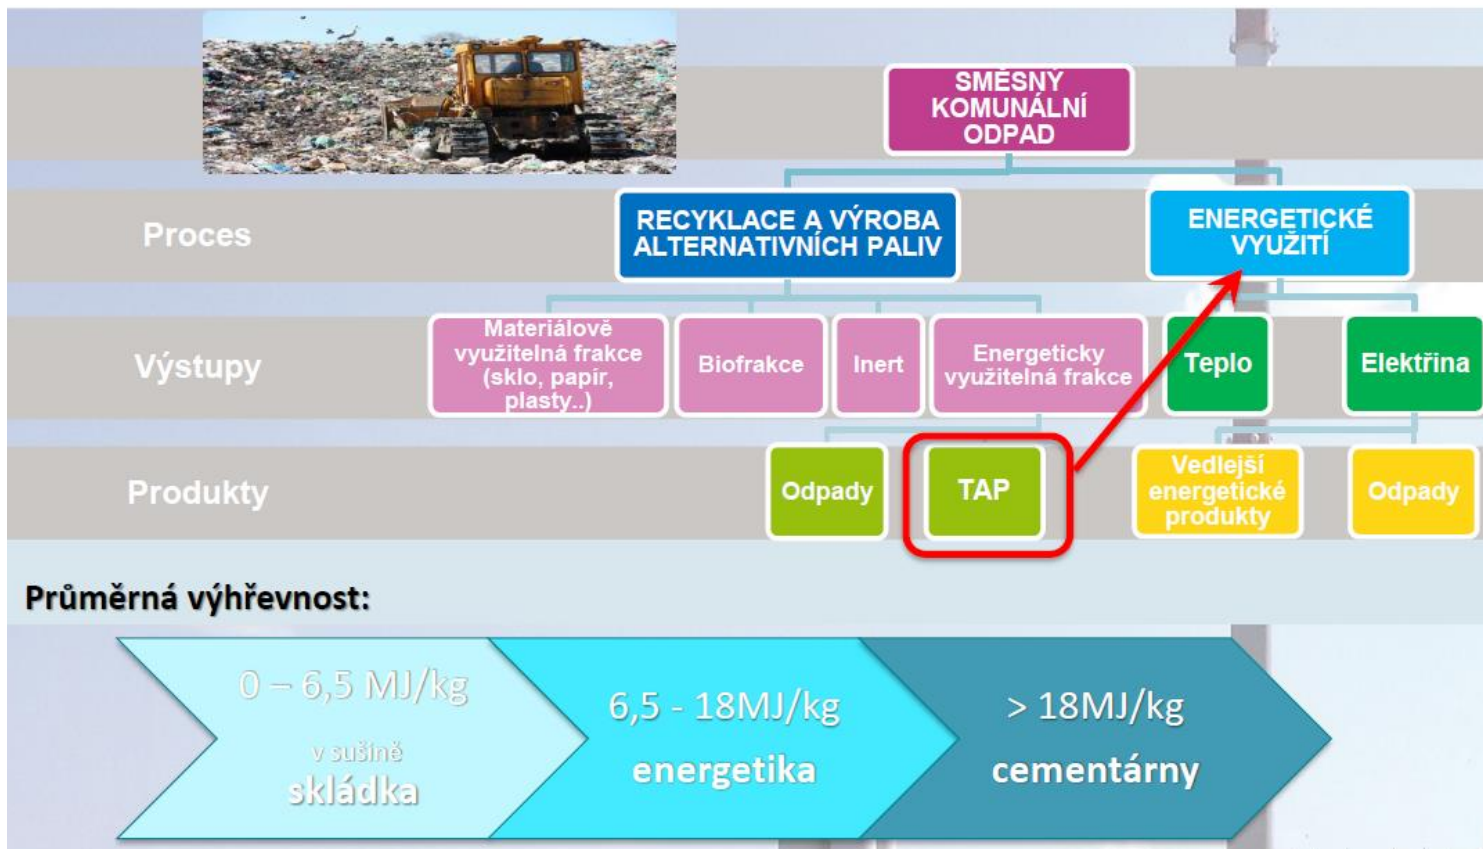 SMĚSNÝ
KOMUNÁLNÍ
ODPAD
Proces
RECYKLACE A VÝROBA
ALTERNATIVNÍCH PALIV
ENERGETICKÉ
VYUŽITÍ
Výstupy
Materiálově
využitelná frakce
(sklo, papír,
plasty..)
Biofrakce
Inert
Energeticky
využitelná frakce
Teplo
Elektřina
Produkty
Odpady
TAP
Vedlejší
energetické
produkty
Odpady
Průměrná výhřevnost:
0 – 6,5 MJ/kg
v sušině
skládka
6,5 - 18MJ/kg
energetika
> 18MJ/kg
cementárny